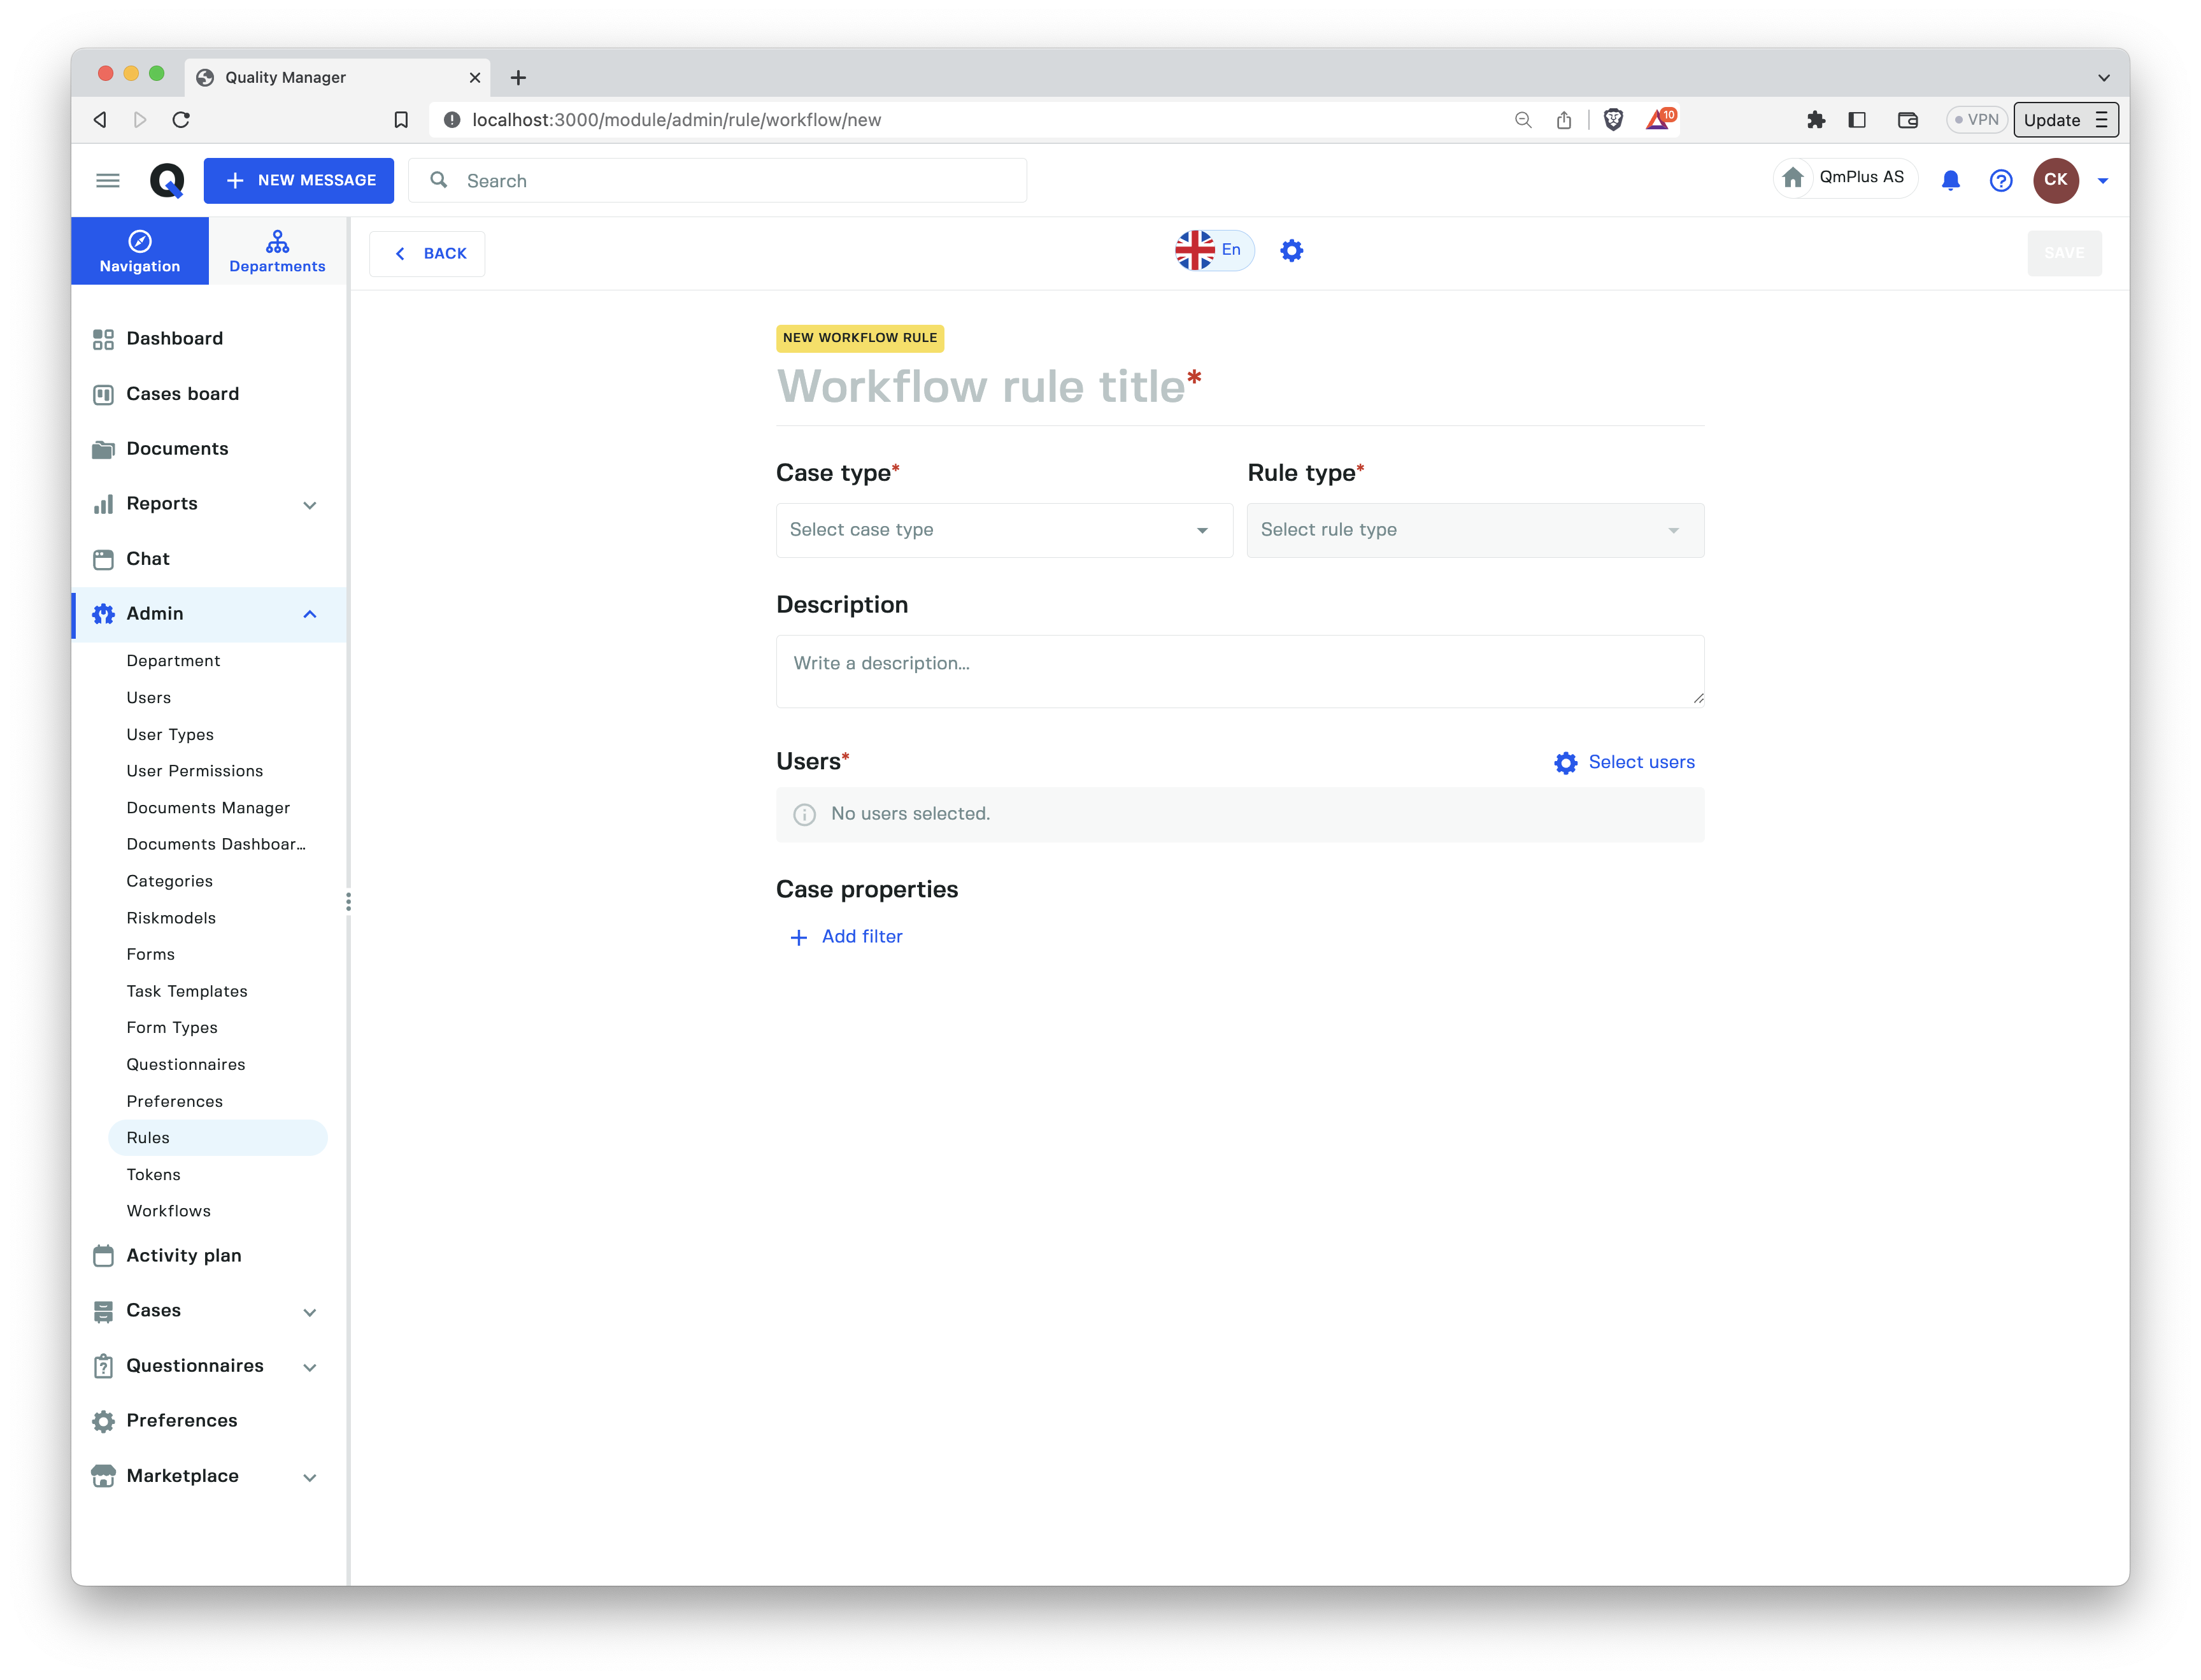 Quality Manager
localhost:3000/module/admin/rule/workflow/new
10
VPN
Update
NEW MESSAGE
Search
QmPlus AS
CK
Navigation
Departments
BACK
En
SAVE
Dashboard
Cases board
Documents
Reports
Chat
Admin
Department
Users
User Types
User Permissions
Documents Manager
Documents Dashboar...
Categories
Riskmodels
Forms
Task Templates
Form Types
Questionnaires
Preferences
Rules
Tokens
Workflows
Activity plan
Cases
Questionnaires
Preferences
Marketplace
NEW WORKFLOW RULE
Workflow rule title*
Case type*
Rule type*
Select case type
Select rule type
Description
Write a description...
Users*
Select users
No users selected.
Case properties
Add filter